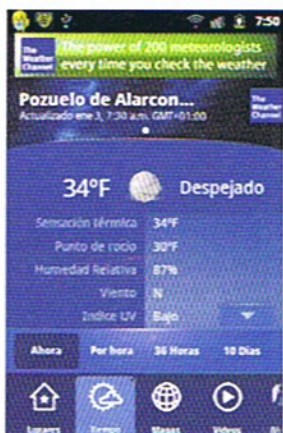 7:50
The Weather Channel
The power of 200 meteorologists
every time you check the weather
Pozuelo de Alarcon...
Actualizado ene 3, 7:30 a.m. GMT+01:00
The Weather Channel
34°F Despejado
Sensación térmica 34°F
Punto de rocío 30°F
Humedad Relativa 87%
Viento N
Indice UV Bajo
Ahora Por hora 36 Horas 10 Días
Lugares Tiempo Mapas Videos